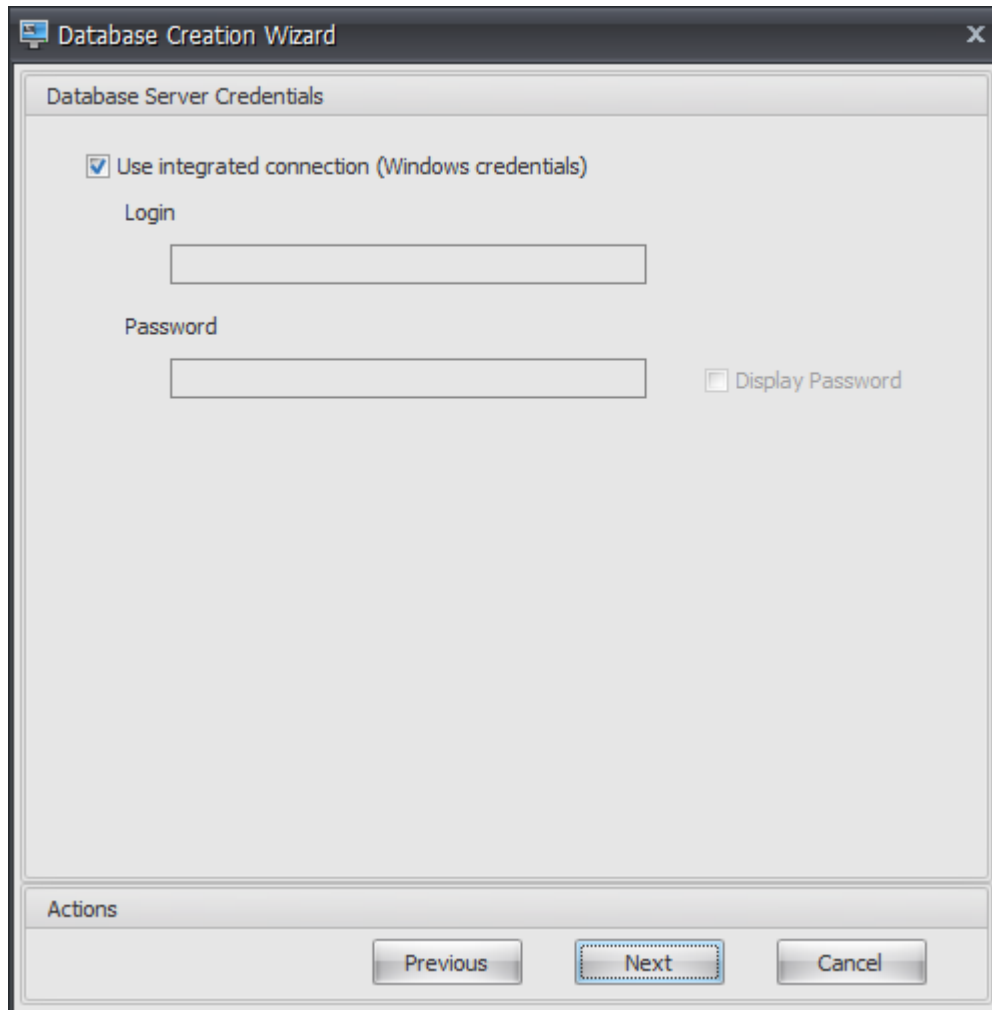 Database Creation Wizard
Database Server Credentials
Use integrated connection (Windows credentials)
Login
Password
Display Password
Actions
Previous Next Cancel